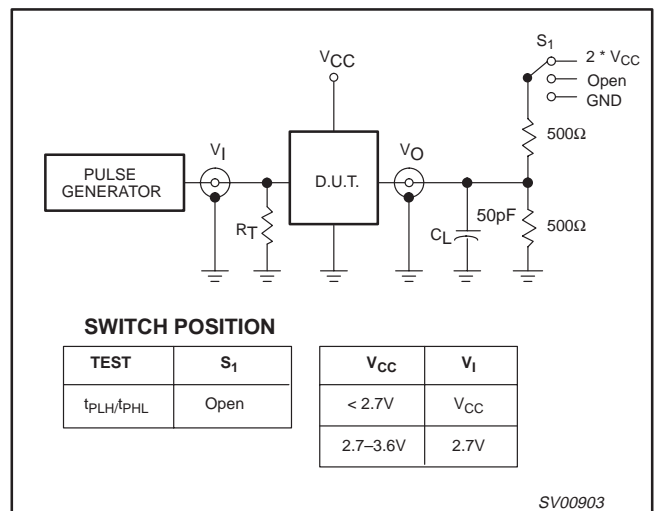 S1
2 * VCC
Open
GND
VCC
500Ω
VI
VO
PULSE
GENERATOR
D.U.T.
RT
50pF
CL
500Ω
SWITCH POSITION
TEST S1
tPLH/tPHL Open
VCC VI
< 2.7V VCC
2.7–3.6V 2.7V
SV00903